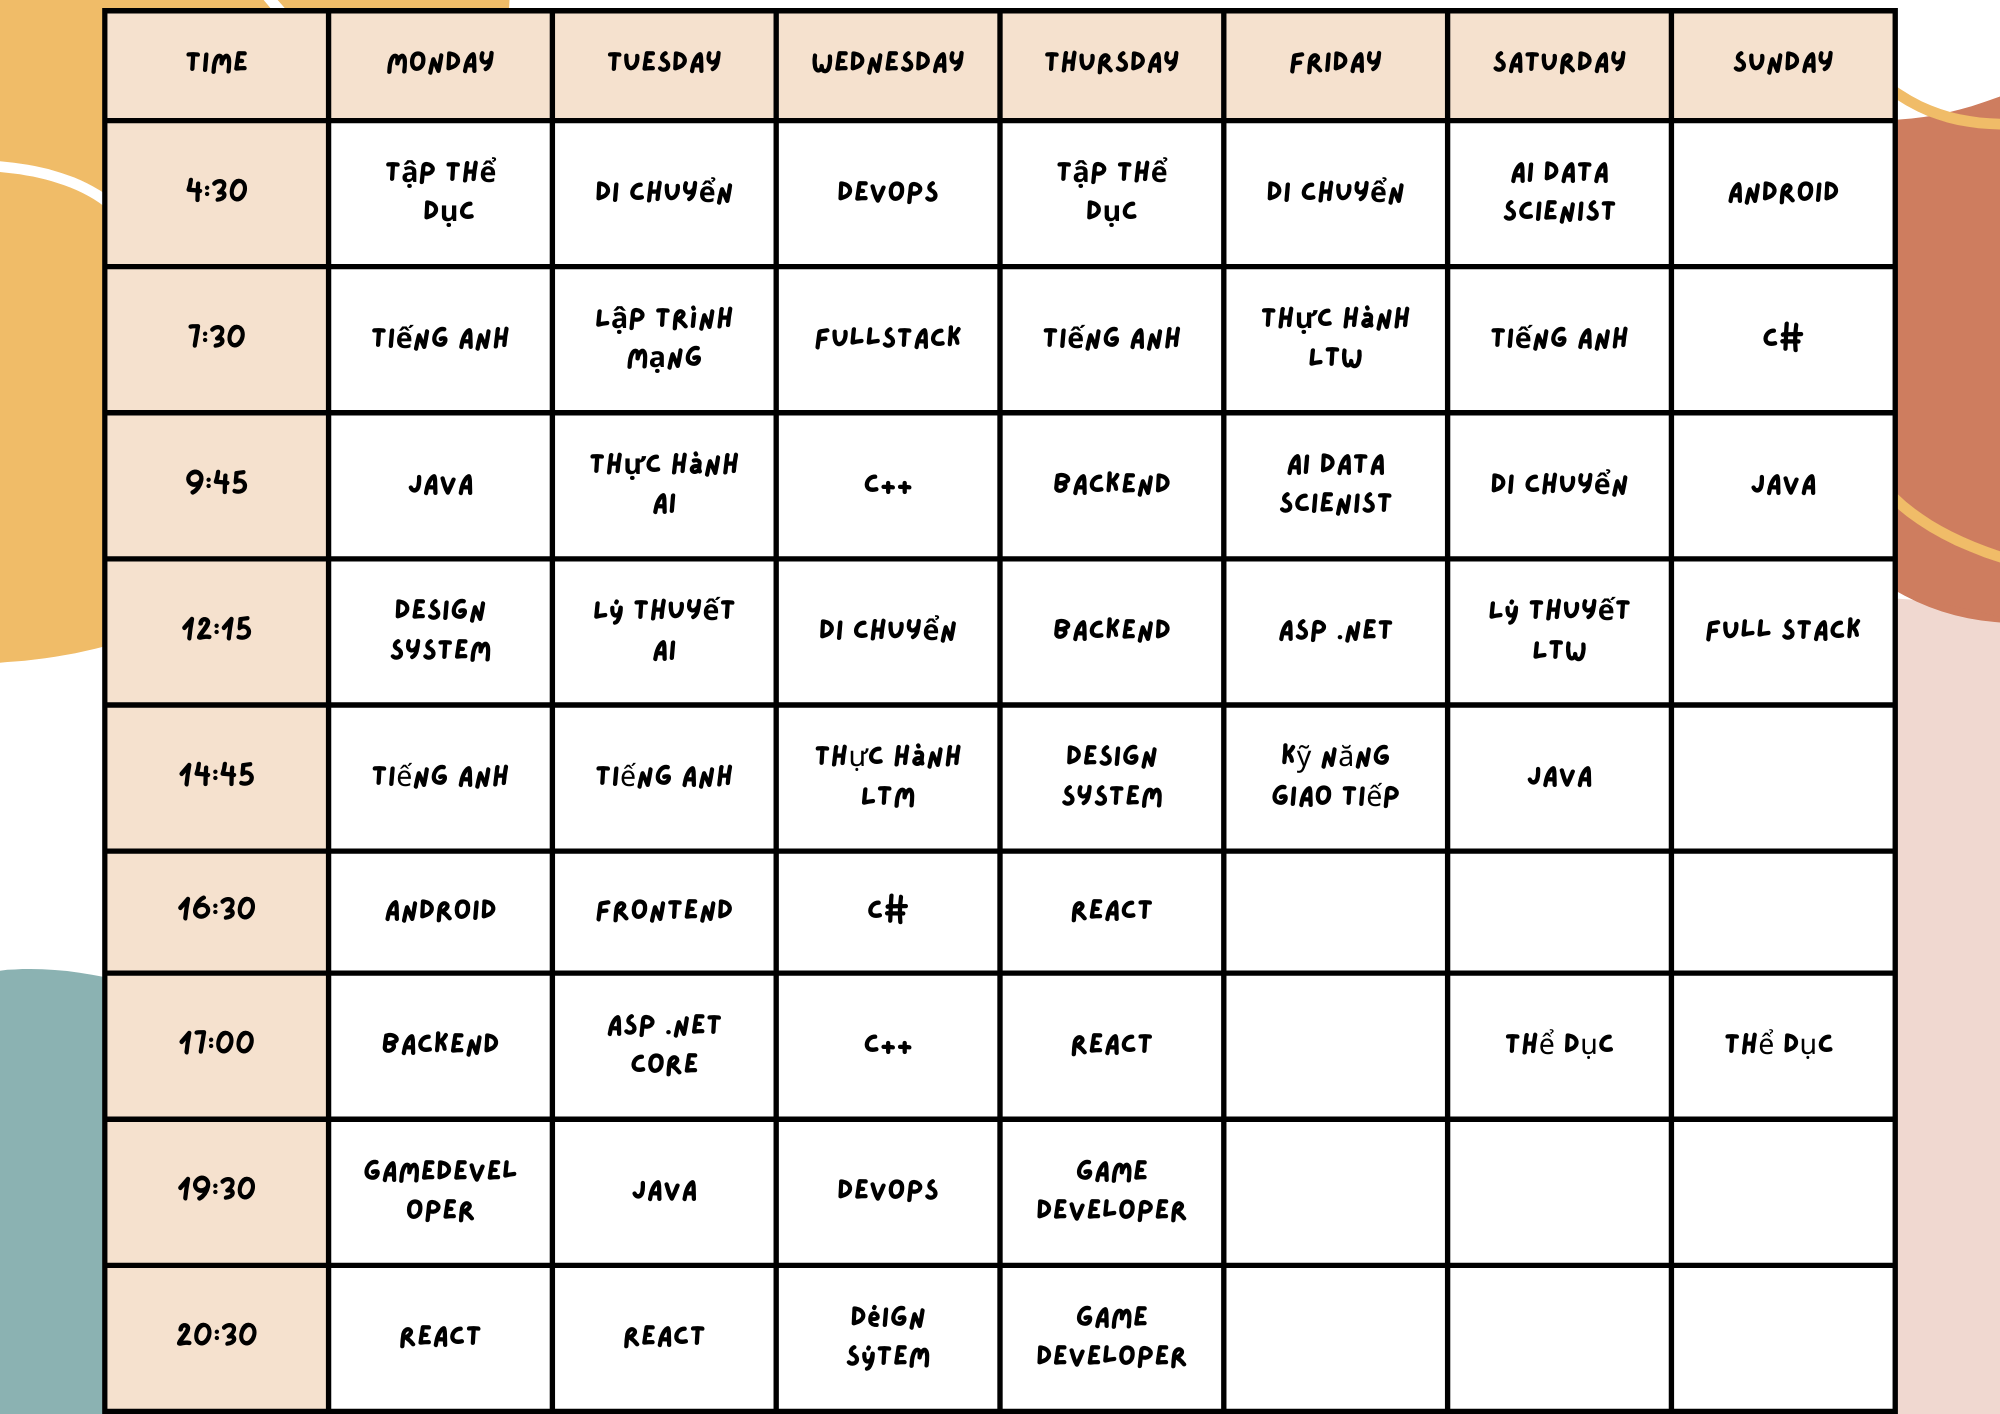 TIME MONDAY TUESDAY WEDNESDAY THURSDAY FRIDAY SATURDAY SUNDAY
4:30
TậP THỂ
DụC
DI CHUYỂN
DEVOPS
TậP THỂ
DụC
DI CHUYỂN
AI DATA
SCIENIST
ANDROID
7:30
TIếNG ANH
LậP TRÌNH
MạNG
FULLSTACK
TIếNG ANH
THựC HÀNH
LTW
TIếNG ANH
C#
9:45
JAVA
THựC HÀNH
AI
C++
BACKEND
AI DATA
SCIENIST
DI CHUYỂN
JAVA
12:15
DESIGN
SYSTEM
LÝ THUYếT
AI
DI CHUYỂN
BACKEND
ASP .NET
LÝ THUYếT
LTW
FULL STACK
14:45
TIếNG ANH
TIếNG ANH
THựC HÀNH
LTM
DESIGN
SYSTEM
Kỹ NăNG
GIAO TIếP
JAVA
16:30
ANDROID
FRONTEND
C#
REACT
17:00
BACKEND
ASP .NET
CORE
C++
REACT
THể DụC
THể DụC
19:30
GAMEDEVEL
OPER
JAVA
DEVOPS
GAME
DEVELOPER
20:30
REACT
REACT
DÉIGN
SÝTEM
GAME
DEVELOPER